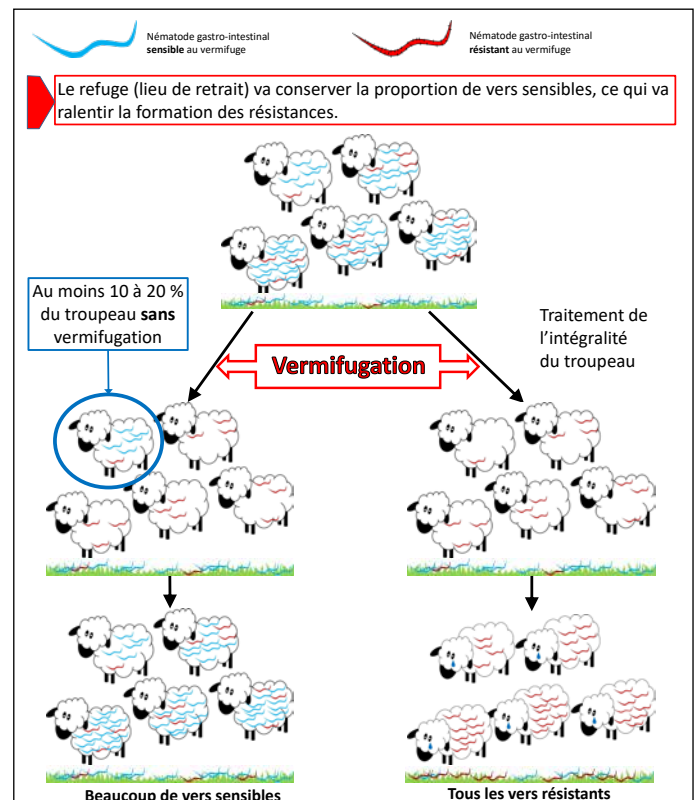 Nématode gastro-intestinal
sensible au vermifuge
Nématode gastro-intestinal
résistant au vermifuge
Le refuge (lieu de retrait) va conserver la proportion de vers sensibles, ce qui va
ralentir la formation des résistances.
Au moins 10 à 20 %
du troupeau sans
vermifugation
Traitement de
l'intégralité
du troupeau
Vermifugation
Beaucoup de vers sensibles
Tous les vers résistants